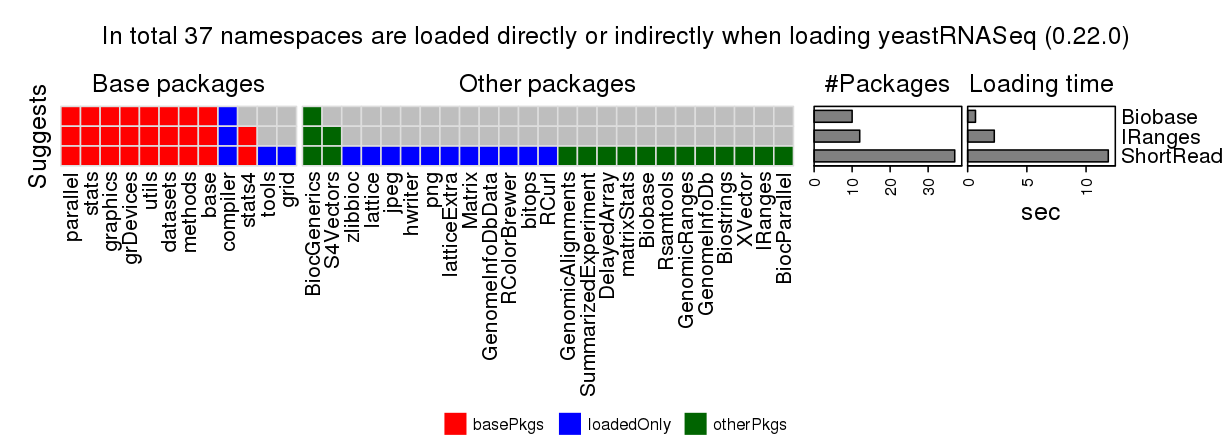 In total 37 namespaces are loaded directly or indirectly when loading yeastRNASeq (0.22.0)
Base packages
Other packages
#Packages
Loading time
Suggests
Biobase
IRanges
ShortRead
parallel
stats
graphics
grDevices
utils
datasets
methods
base
compiler
stats4
tools
grid
BiocGenerics
S4Vectors
zlibbioc
lattice
jpeg
hwriter
png
latticeExtra
Matrix
GenomeInfoDbData
RColorBrewer
bitops
RCurl
GenomicAlignments
SummarizedExperiment
DelayedArray
matrixStats
Biobase
Rsamtools
GenomicRanges
GenomeInfoDb
Biostrings
XVector
IRanges
BiocParallel
0 10 20 30
0 5 10
sec
basePkgs loadedOnly otherPkgs